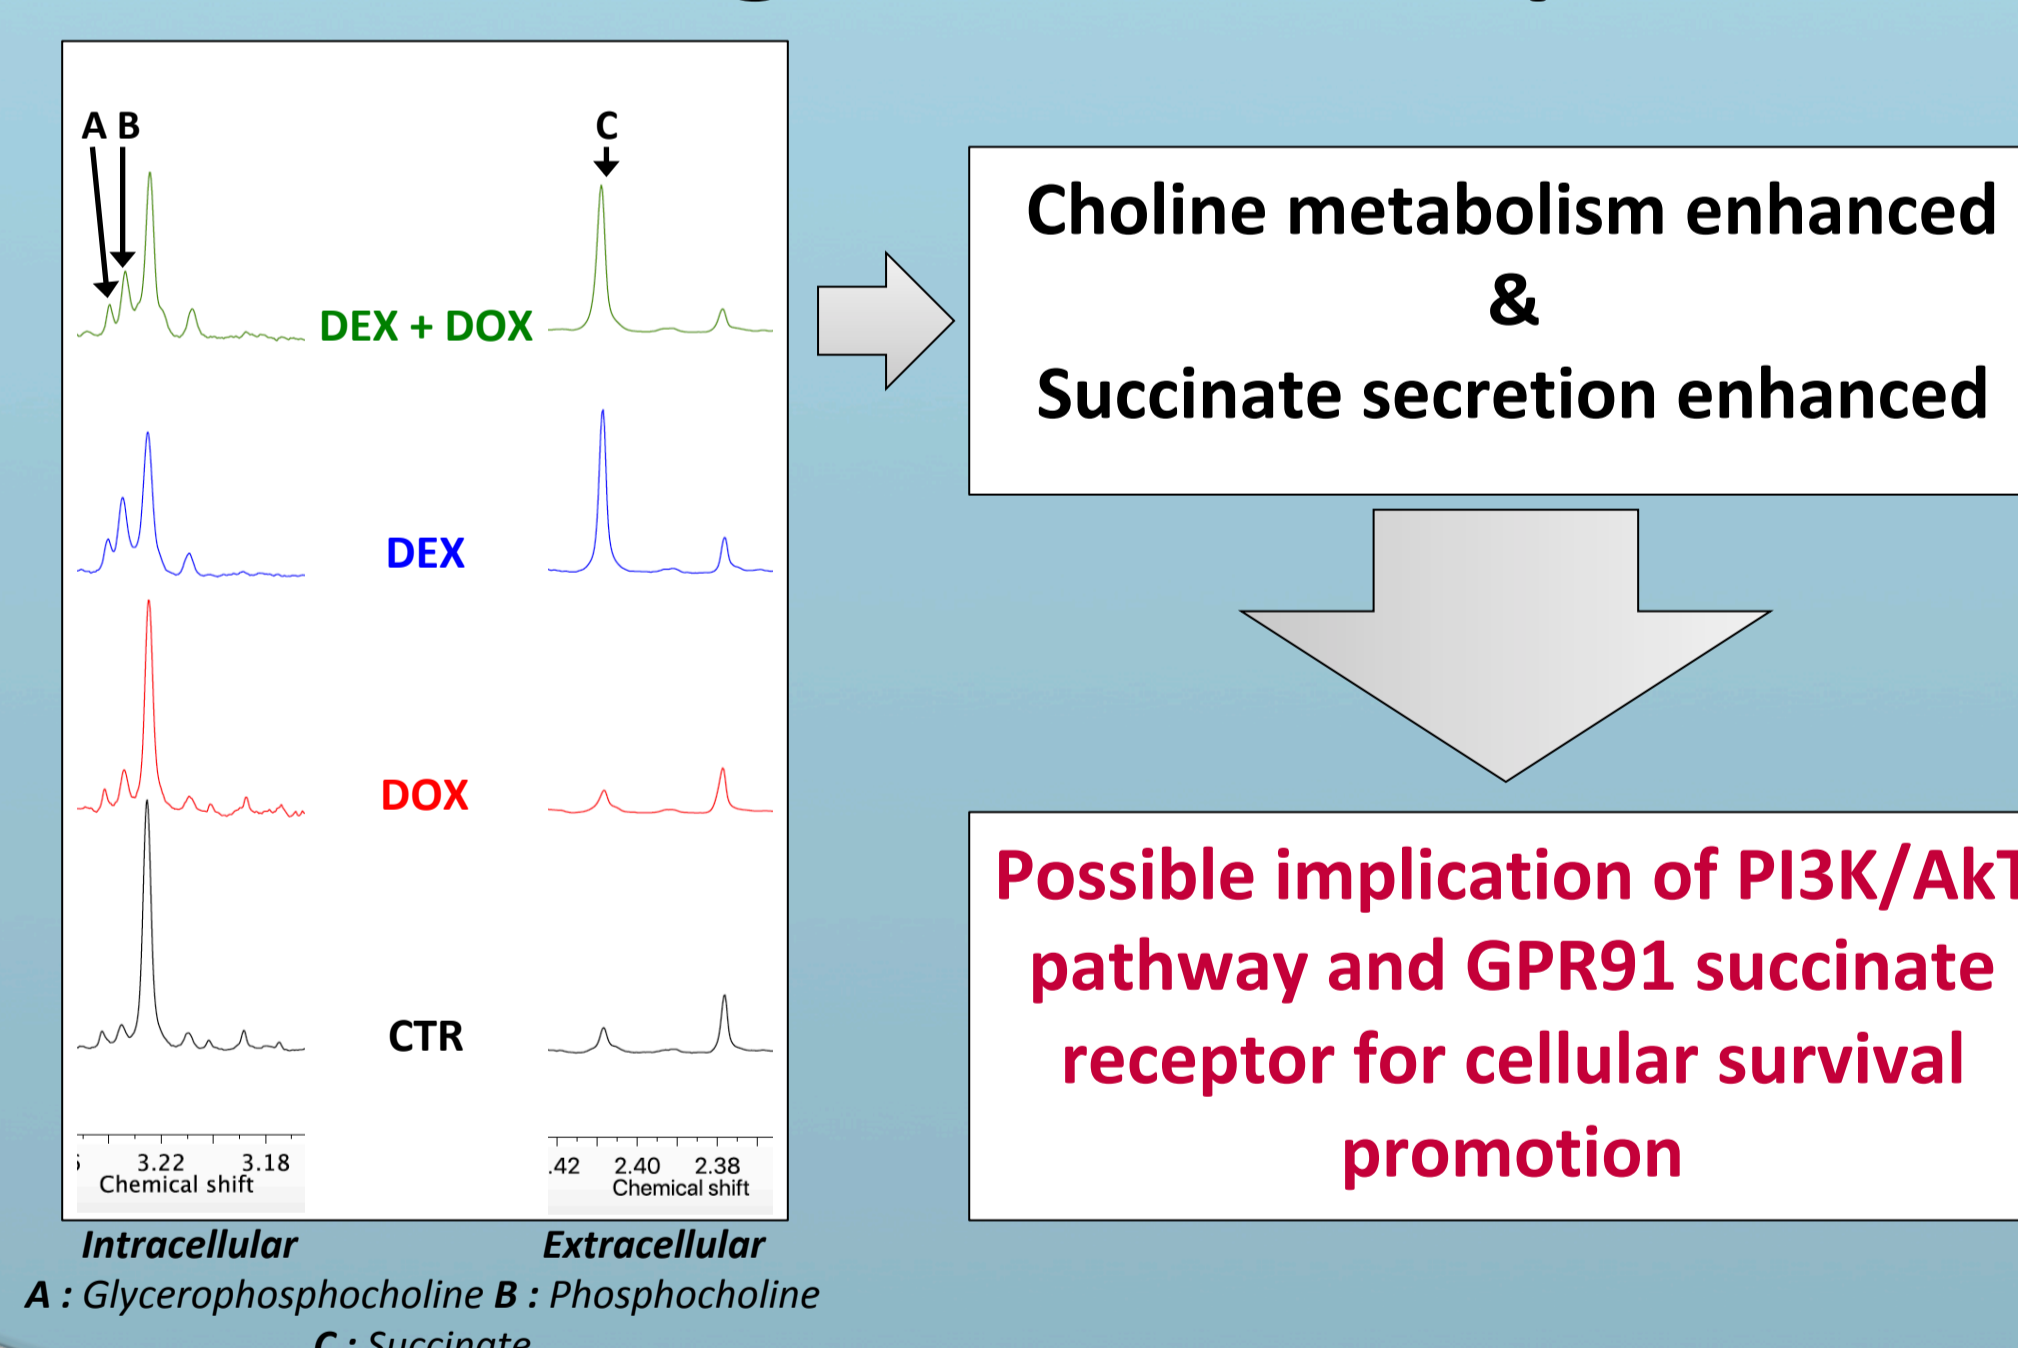 A B
C
DEX + DOX
DEX
DOX
CTR
3.22 3.18
Chemical shift
.42 2.40 2.38
Chemical shift
Intracellular
Extracellular
A : Glycerophosphocholine B : Phosphocholine
C : Succinate
Choline metabolism enhanced
&
Succinate secretion enhanced
Possible implication of PI3K/AkT
pathway and GPR91 succinate
receptor for cellular survival
promotion